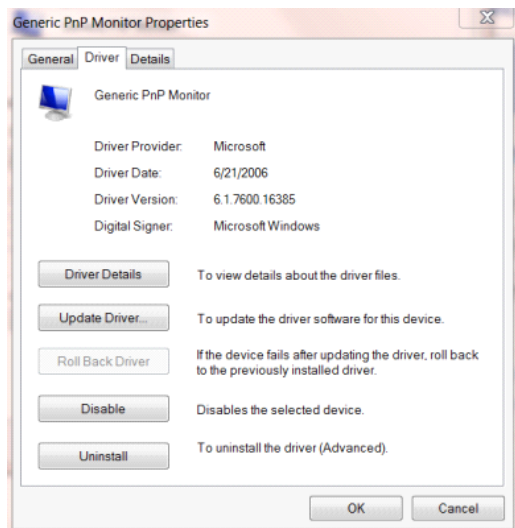 Generic PnP Monitor Properties
General Driver Details
Generic PnP Monitor
Driver Provider: Microsoft
Driver Date: 6/21/2006
Driver Version: 6.1.7600.16385
Digital Signer: Microsoft Windows
Driver Details To view details about the driver files.
Update Driver... To update the driver software for this device.
Roll Back Driver If the device fails after updating the driver, roll back
to the previously installed driver.
Disable Disables the selected device.
Uninstall To uninstall the driver (Advanced).
OK Cancel